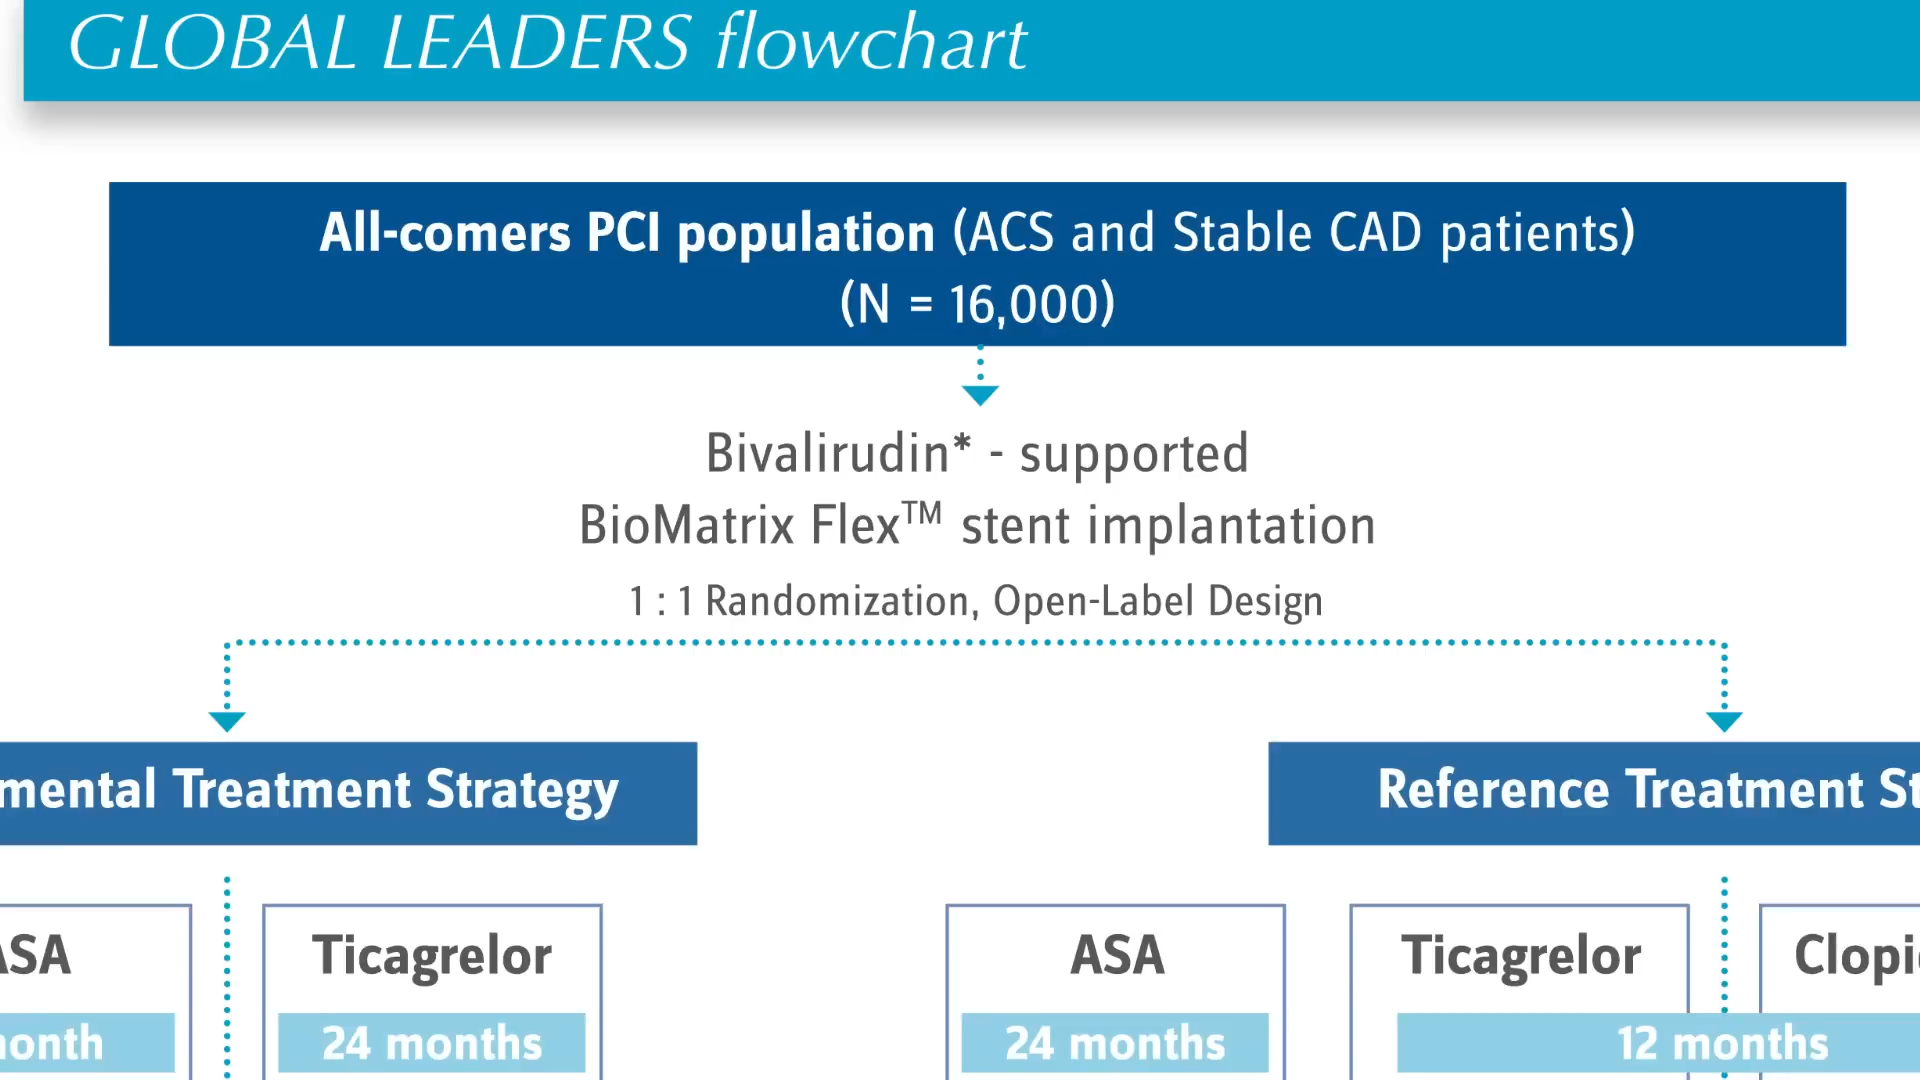 GLOBAL LEADERS flowchart
All-comers PCI population (ACS and Stable CAD patients)
(N = 16,000)
Bivalirudin* - supported
BioMatrix Flex™ stent implantation
1 : 1 Randomization, Open-Label Design
mental Treatment Strategy
Reference Treatment St
ASA
Ticagrelor
ASA
Ticagrelor
Clopi
onth
24 months
24 months
12 months